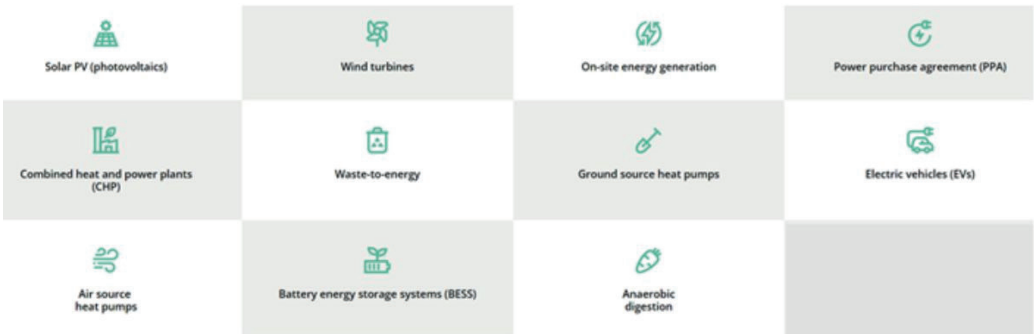 Solar PV (photovoltaics)
Wind turbines
On-site energy generation
Power purchase agreement (PPA)
Combined heat and power plants
(CHP)
Waste-to-energy
Ground source heat pumps
Electric vehicles (EVs)
Air source
heat pumps
Battery energy storage systems (BESS)
Anaerobic
digestion